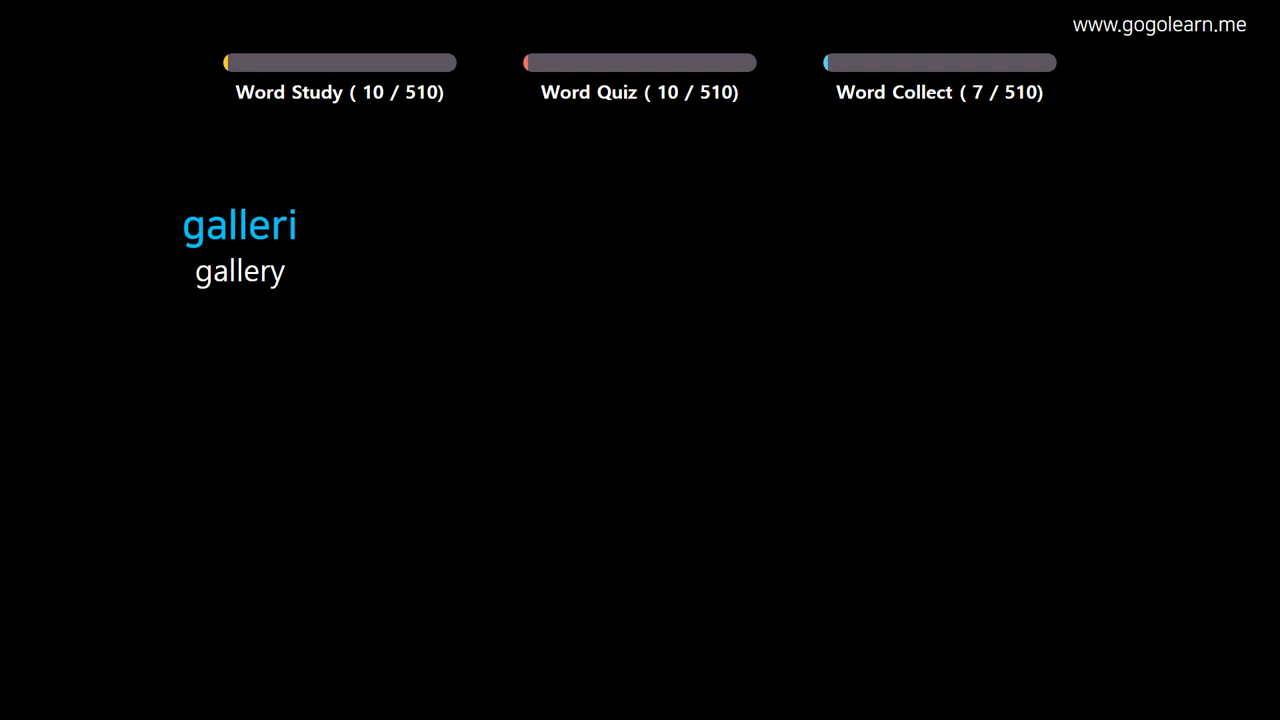 www.gogolearn.me
Word Study ( 10 / 510)
Word Quiz ( 10 / 510)
Word Collect ( 7 / 510)
galleri
gallery